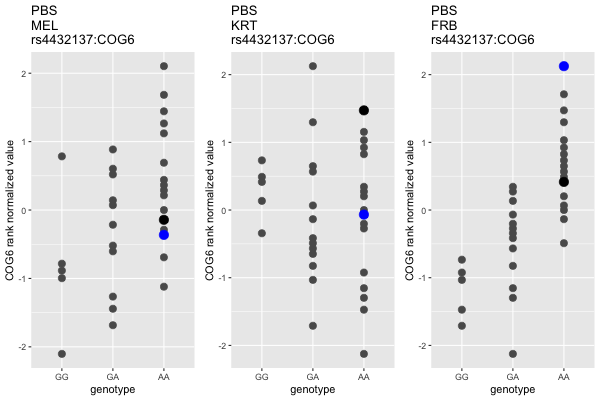 PBS
MEL
rs4432137:COG6
COG6 rank normalized value
2
1
0
-1
-2
GG GA AA
genotype
PBS
KRT
rs4432137:COG6
COG6 rank normalized value
2
1
0
-1
-2
GG GA AA
genotype
PBS
FRB
rs4432137:COG6
COG6 rank normalized value
2
1
0
-1
-2
GG GA AA
genotype